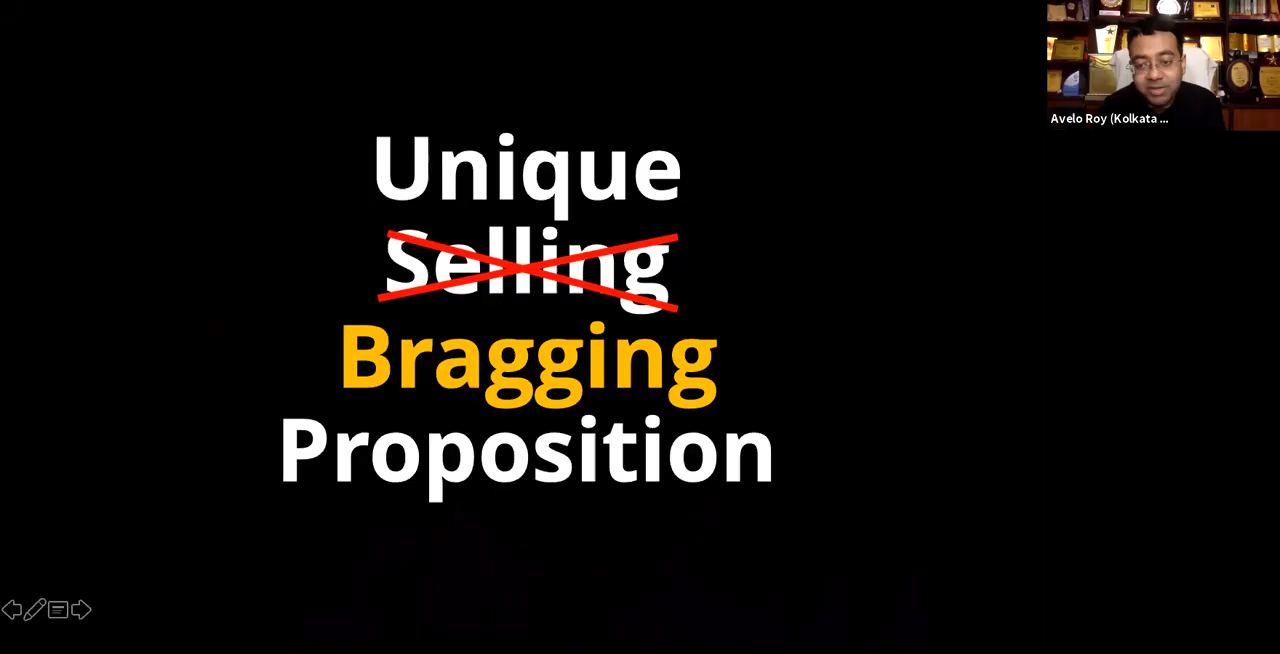 Unique
Selling
Bragging
Proposition
Avelo Roy (Kolkata ...